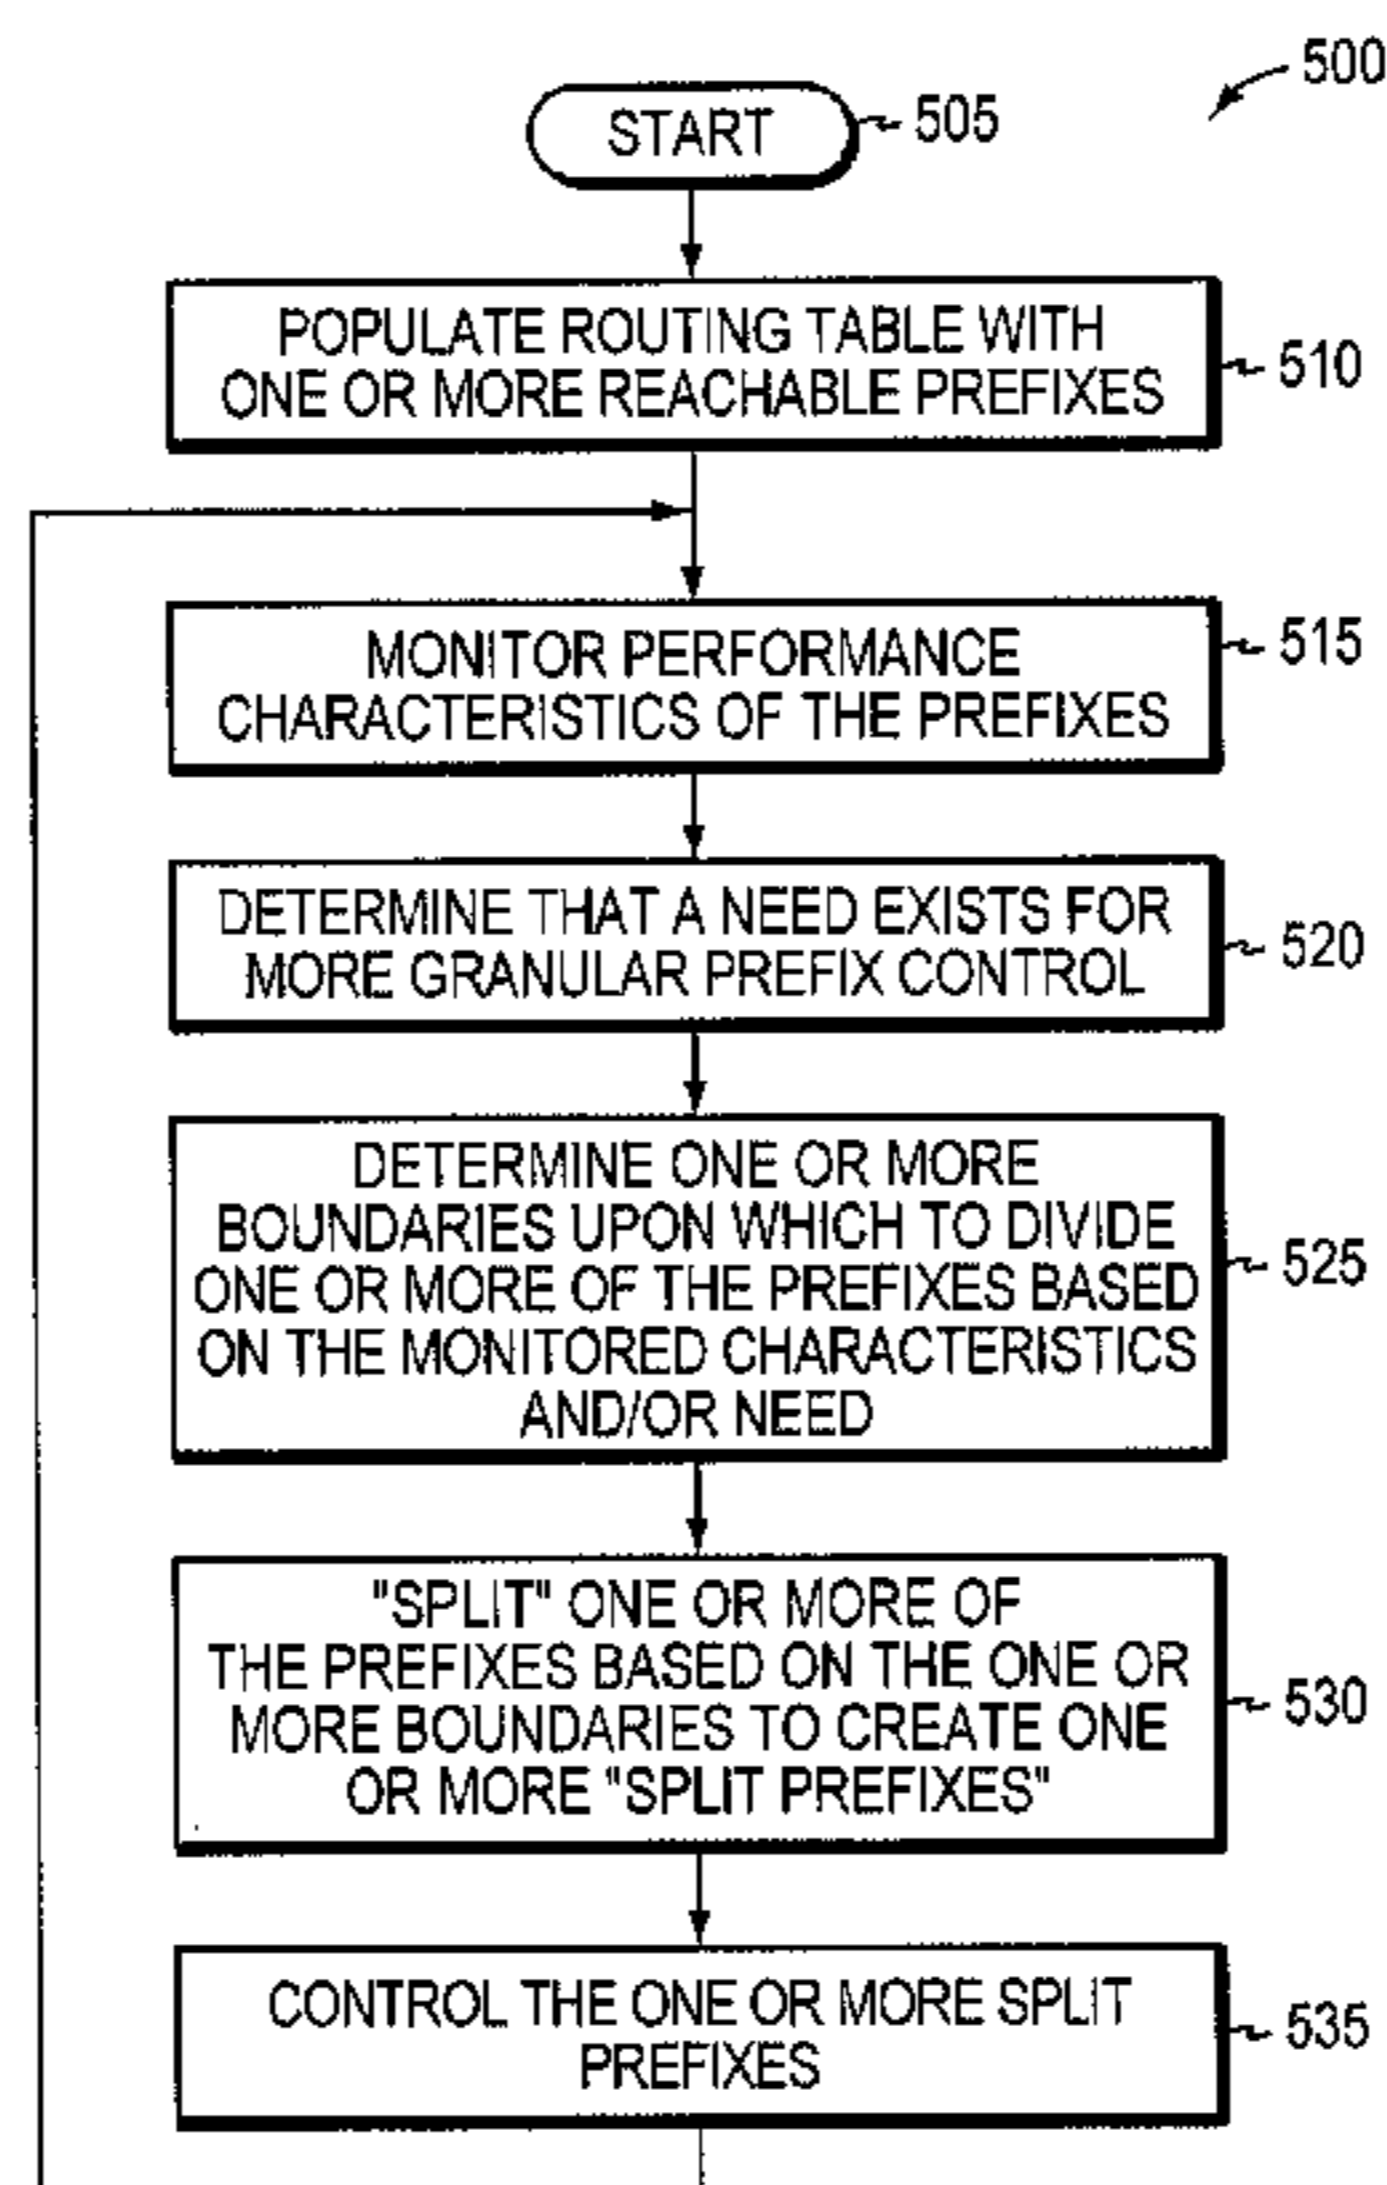 500
START
505
POPULATE ROUTING TABLE WITH
ONE OR MORE REACHABLE PREFIXES
510
MONITOR PERFORMANCE
CHARACTERISTICS OF THE PREFIXES
515
DETERMINE THAT A NEED EXISTS FOR
MORE GRANULAR PREFIX CONTROL
520
DETERMINE ONE OR MORE
BOUNDARIES UPON WHICH TO DIVIDE
ONE OR MORE OF THE PREFIXES BASED
ON THE MONITORED CHARACTERISTICS
AND/OR NEED
525
"SPLIT" ONE OR MORE OF
THE PREFIXES BASED ON THE ONE OR
MORE BOUNDARIES TO CREATE ONE
OR MORE "SPLIT PREFIXES"
530
CONTROL THE ONE OR MORE SPLIT
PREFIXES
535